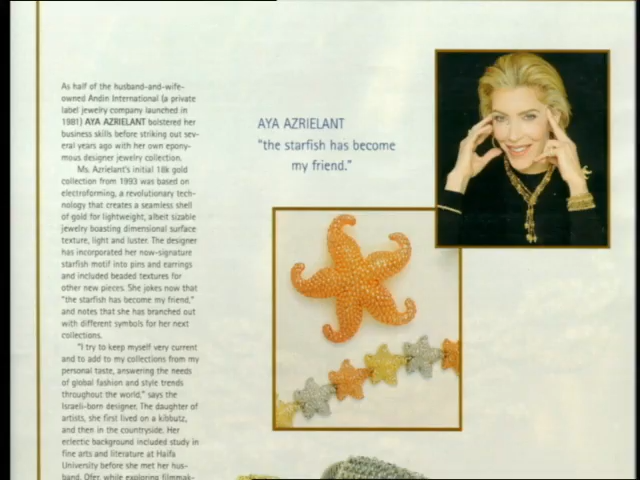 As half of the husband-and-wife-
owned Andin International (a private
label jewelry company launched in
1981) AYA AZRIELANT bolstered her
business skills before striking out sev-
eral years ago with her own epony-
mous designer jewelry collection.
Ms. Azrielant's initial 18k gold
collection from 1993 was based on
electroforming, a revolutionary tech-
nology that creates a seamless shell
of gold for lightweight, albeit sizable
jewelry boasting dimensional surface
texture, light and luster. The designer
has incorporated her now-signature
starfish motif into pins and earrings
and included beaded textures for
other new pieces. She jokes now that
"the starfish has become my friend,"
and notes that she has branched out
with different symbols for her next
collections.
"I try to keep myself very current
and to add to my collections from my
personal taste, answering the needs
of global fashion and style trends
throughout the world," says the
Israeli-born designer. The daughter of
artists, she first lived on a kibbutz,
and then in the countryside. Her
eclectic background included study in
fine arts and literature at Haifa
University before she met her hus-
band, Ofer, while exploring filmmak-
AYA AZRIELANT
"the starfish has become
my friend."